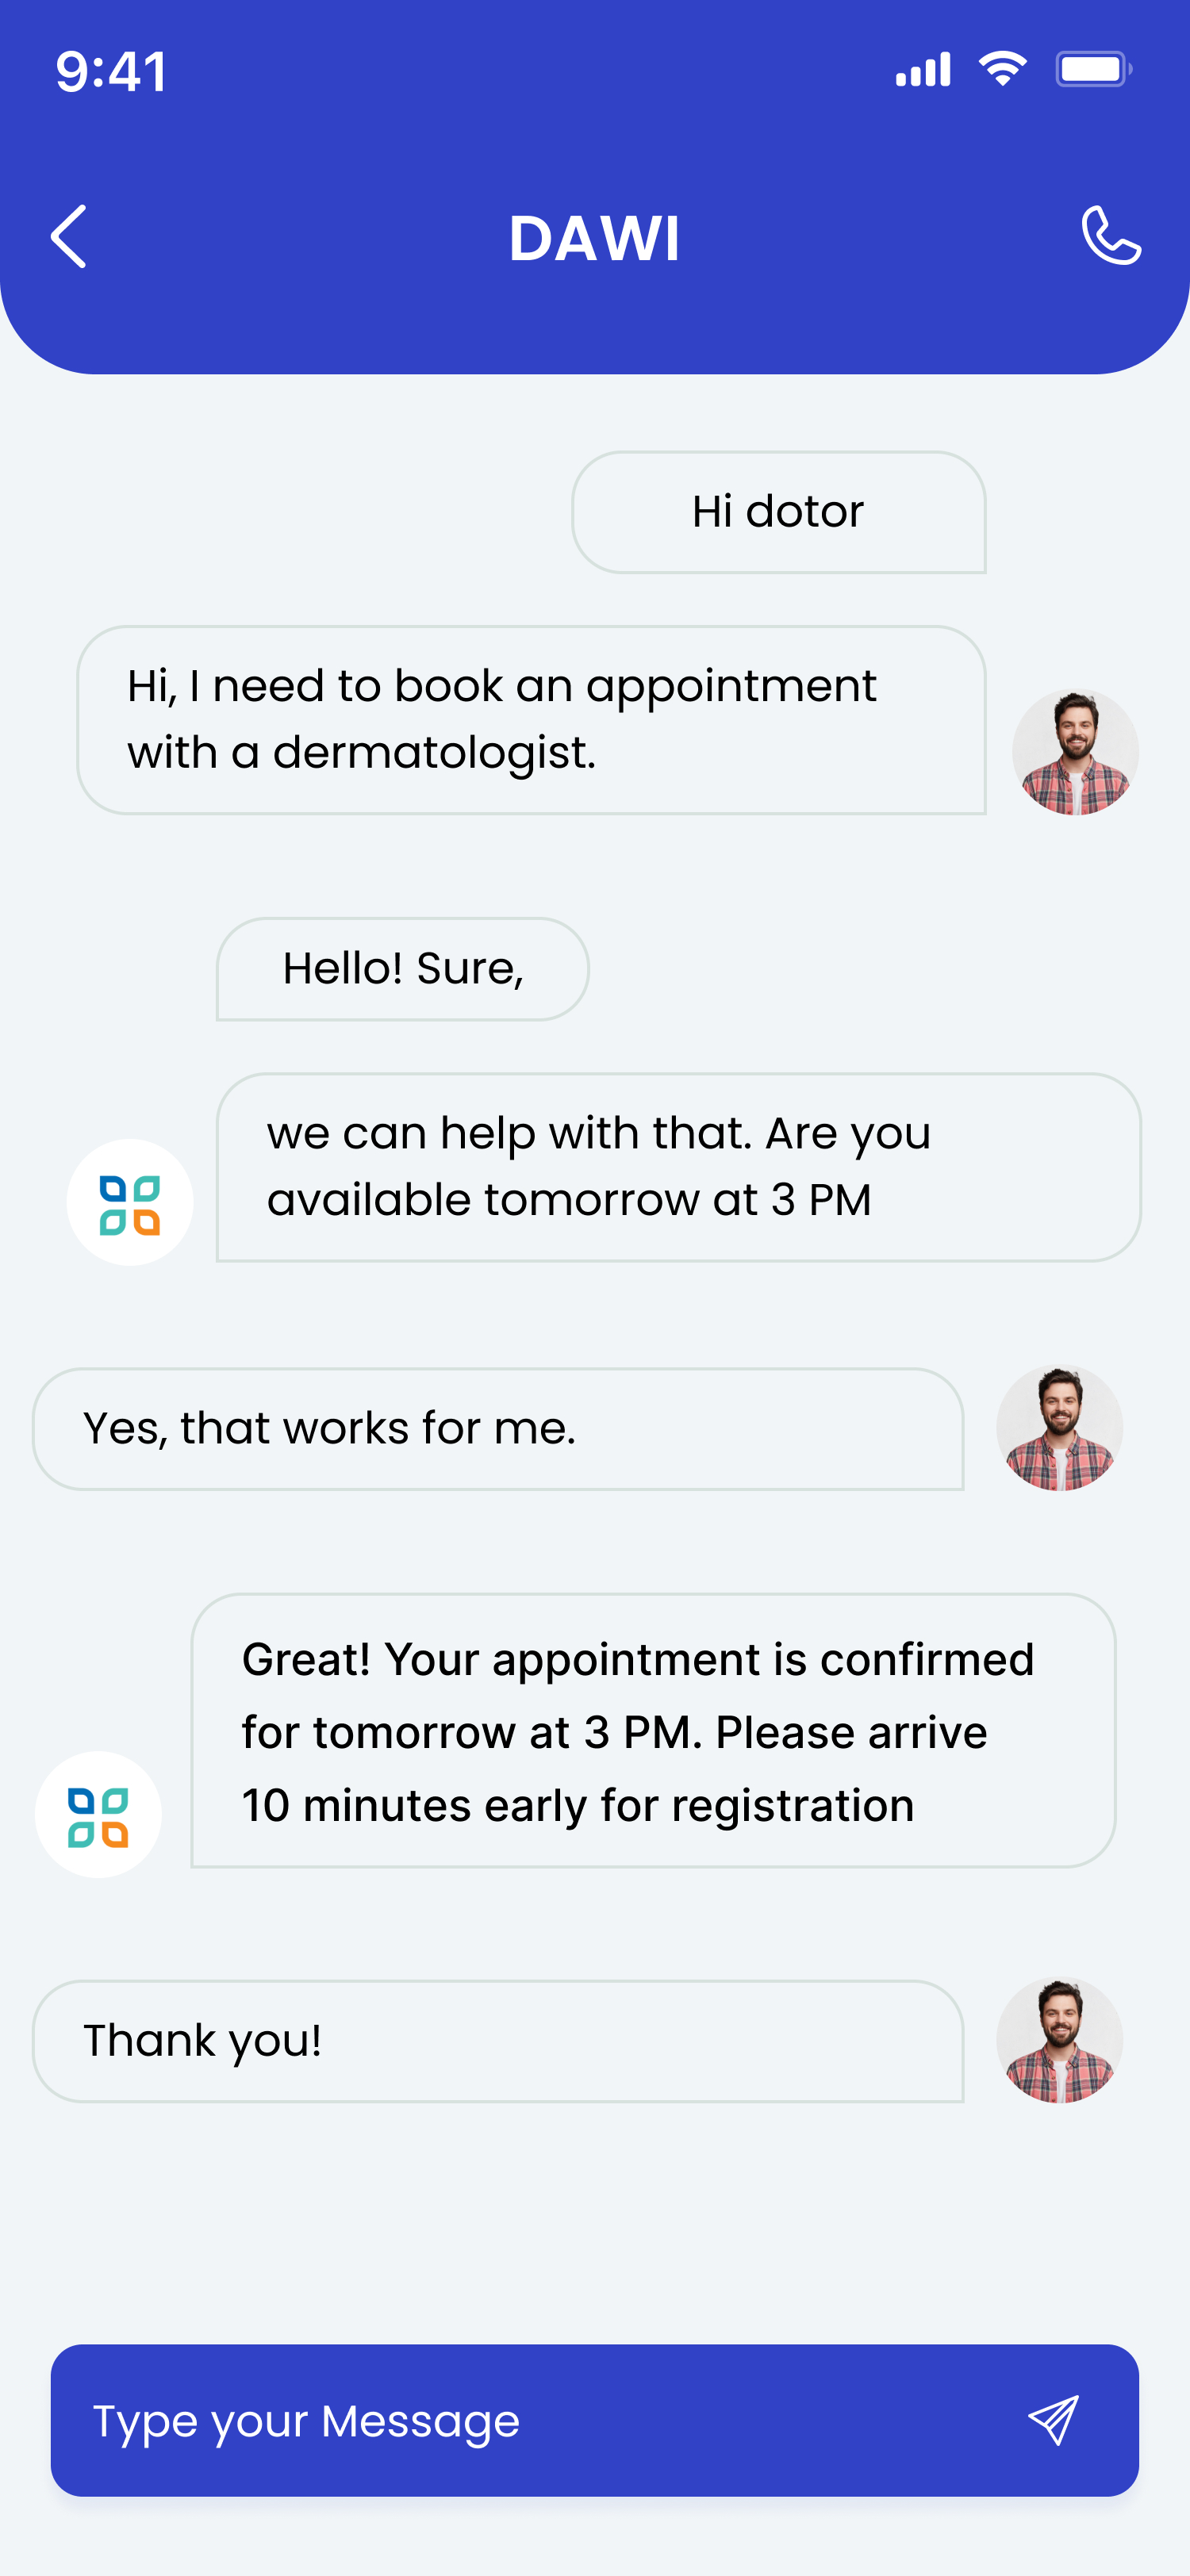 9:41
DAWI
Hi dotor
Hi, I need to book an appointment
with a dermatologist.
Hello! Sure,
we can help with that. Are you
available tomorrow at 3 PM
Yes, that works for me.
Great! Your appointment is confirmed
for tomorrow at 3 PM. Please arrive
10 minutes early for registration
Thank you!
Type your Message